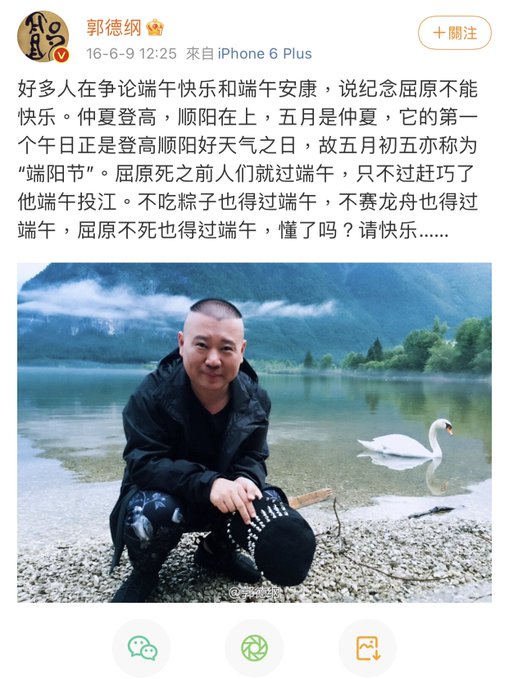 郭德纲
16-6-9 12:25 來自 iPhone 6 Plus
+關注
好多人在争论端午快乐和端午安康，说纪念屈原不能
快乐。仲夏登高，顺阳在上，五月是仲夏，它的第一
个午日正是登高顺阳好天气之日，故五月初五亦称为
“端阳节”。屈原死之前人们就过端午，只不过赶巧了
他端午投江。不吃粽子也得过端午，不赛龙舟也得过
端午，屈原不死也得过端午，懂了吗？请快乐......
@郭德纲